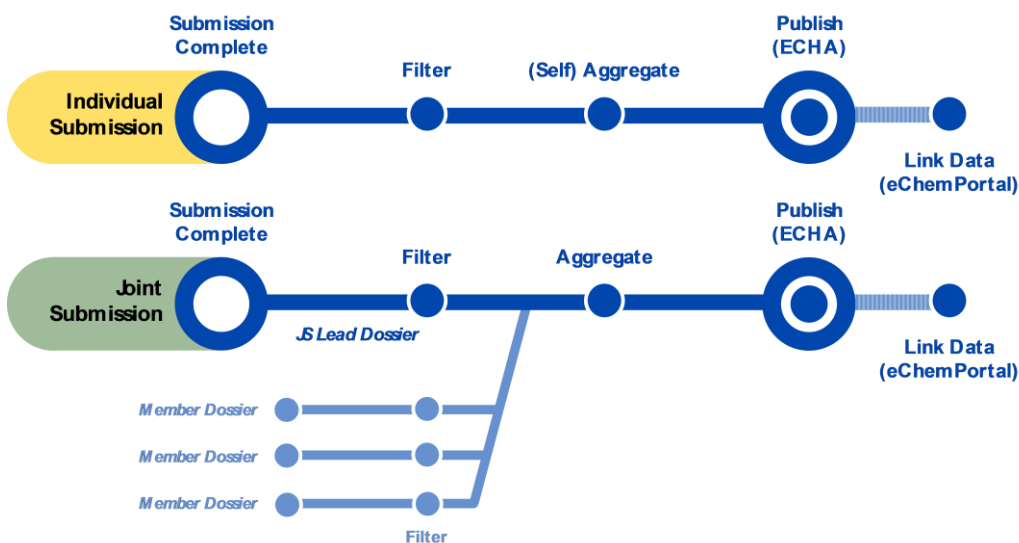 Submission
Complete
Filter
(Self) Aggregate
Publish
(ECHA)
Individual
Submission
Link Data
(eChemPortal)
Submission
Complete
Filter
Aggregate
Publish
(ECHA)
Joint
Submission
JS Lead Dossier
Link Data
(eChemPortal)
Member Dossier
Member Dossier
Member Dossier
Filter